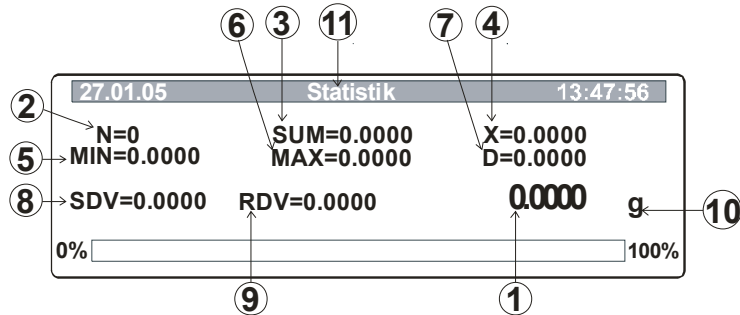 6 3 11 7 4
27.01.05 Statistik 13:47:56
2
N=0 SUM=0.0000 X=0.0000
5 MIN=0.0000 MAX=0.0000 D=0.0000
8 SDV=0.0000 RDV=0.0000 0.0000 g 10
0% 100%
9 1